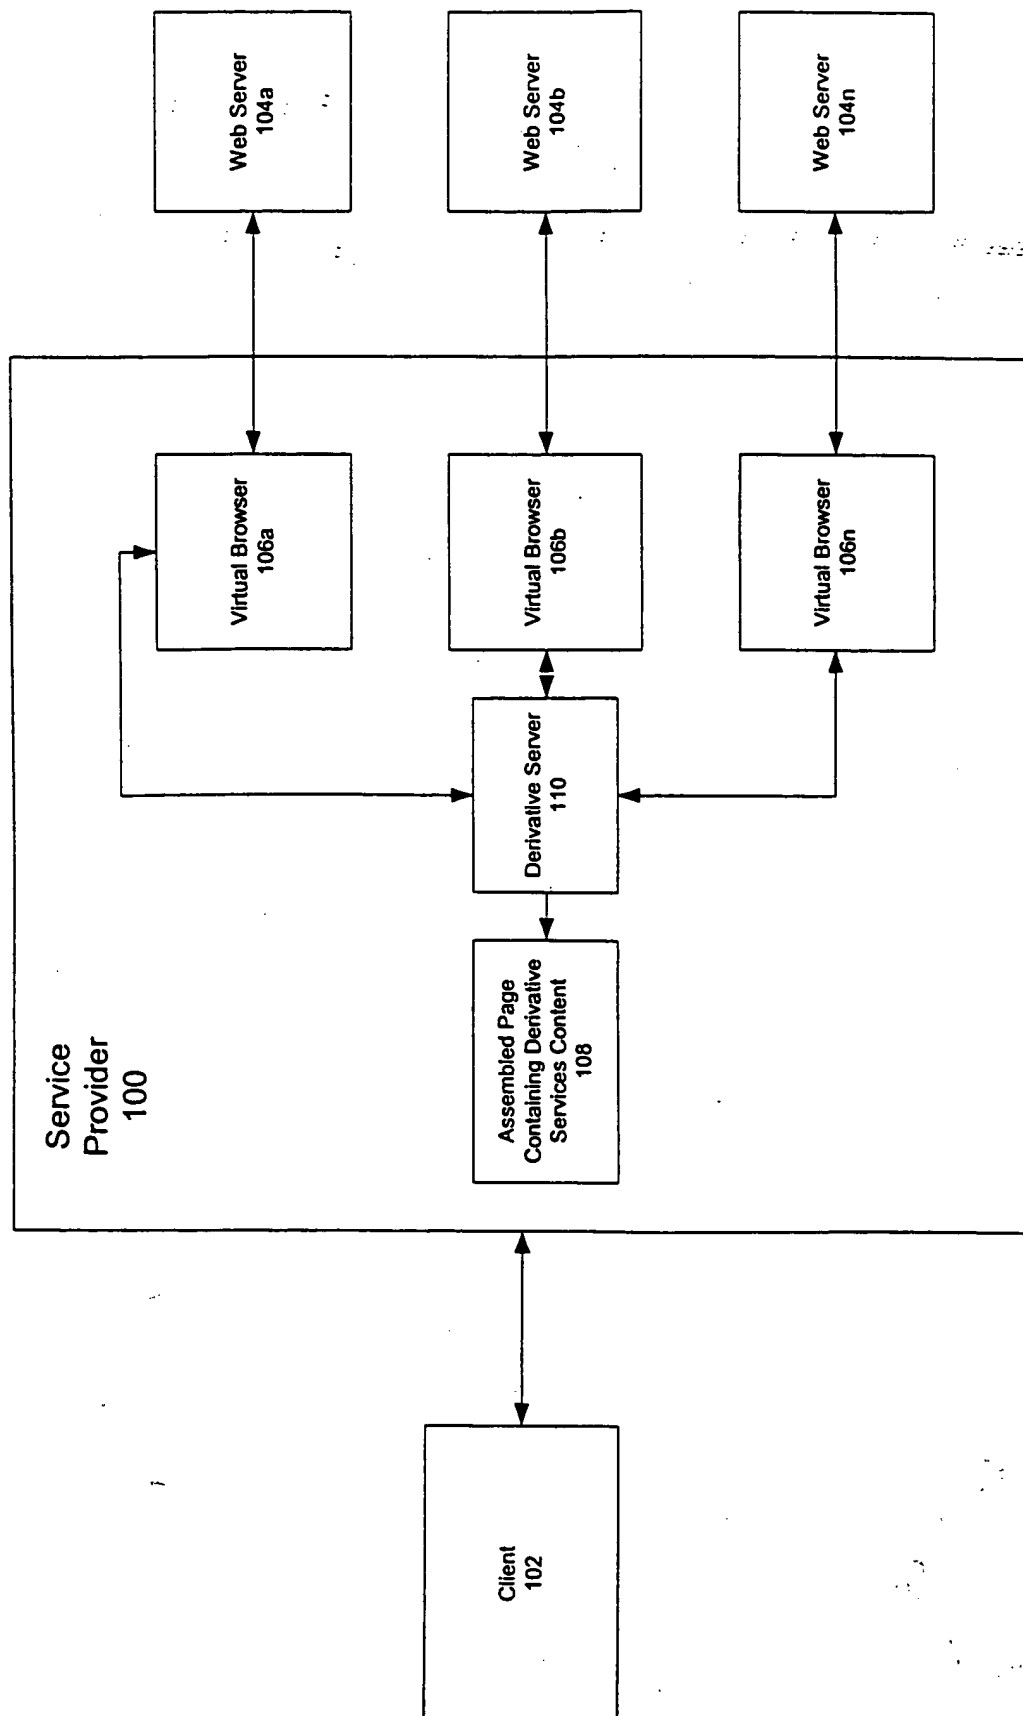 Service
Provider
100
Client
102
Assembled Page
Containing Derivative
Services Content
108
Derivative Server
110
Virtual Browser
106a
Virtual Browser
106b
Virtual Browser
106n
Web Server
104a
Web Server
104b
Web Server
104n